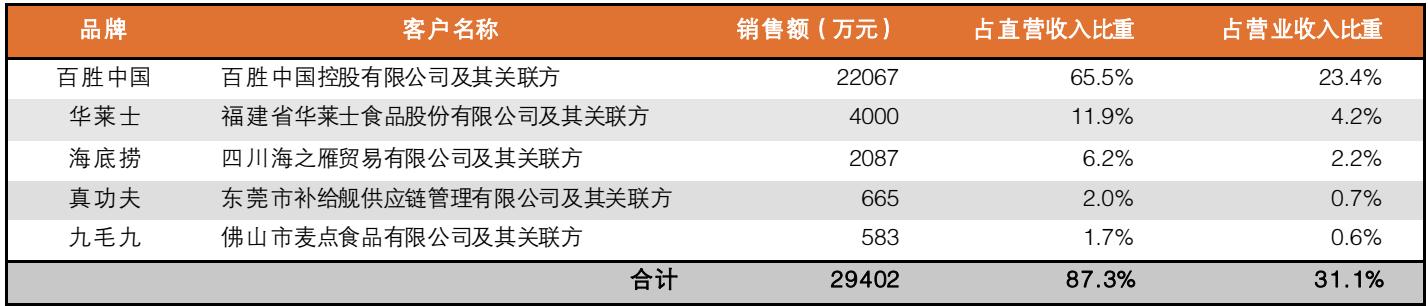 品牌 客户名称 销售额（万元） 占直营收入比重 占营业收入比重
百胜中国 百胜中国控股有限公司及其关联方 22067 65.5% 23.4%
华莱士 福建省华莱士食品股份有限公司及其关联方 4000 11.9% 4.2%
海底捞 四川海之雁贸易有限公司及其关联方 2087 6.2% 2.2%
真功夫 东莞市补给舰供应链管理有限公司及其关联方 665 2.0% 0.7%
九毛九 佛山市麦点食品有限公司及其关联方 583 1.7% 0.6%
合计 29402 87.3% 31.1%